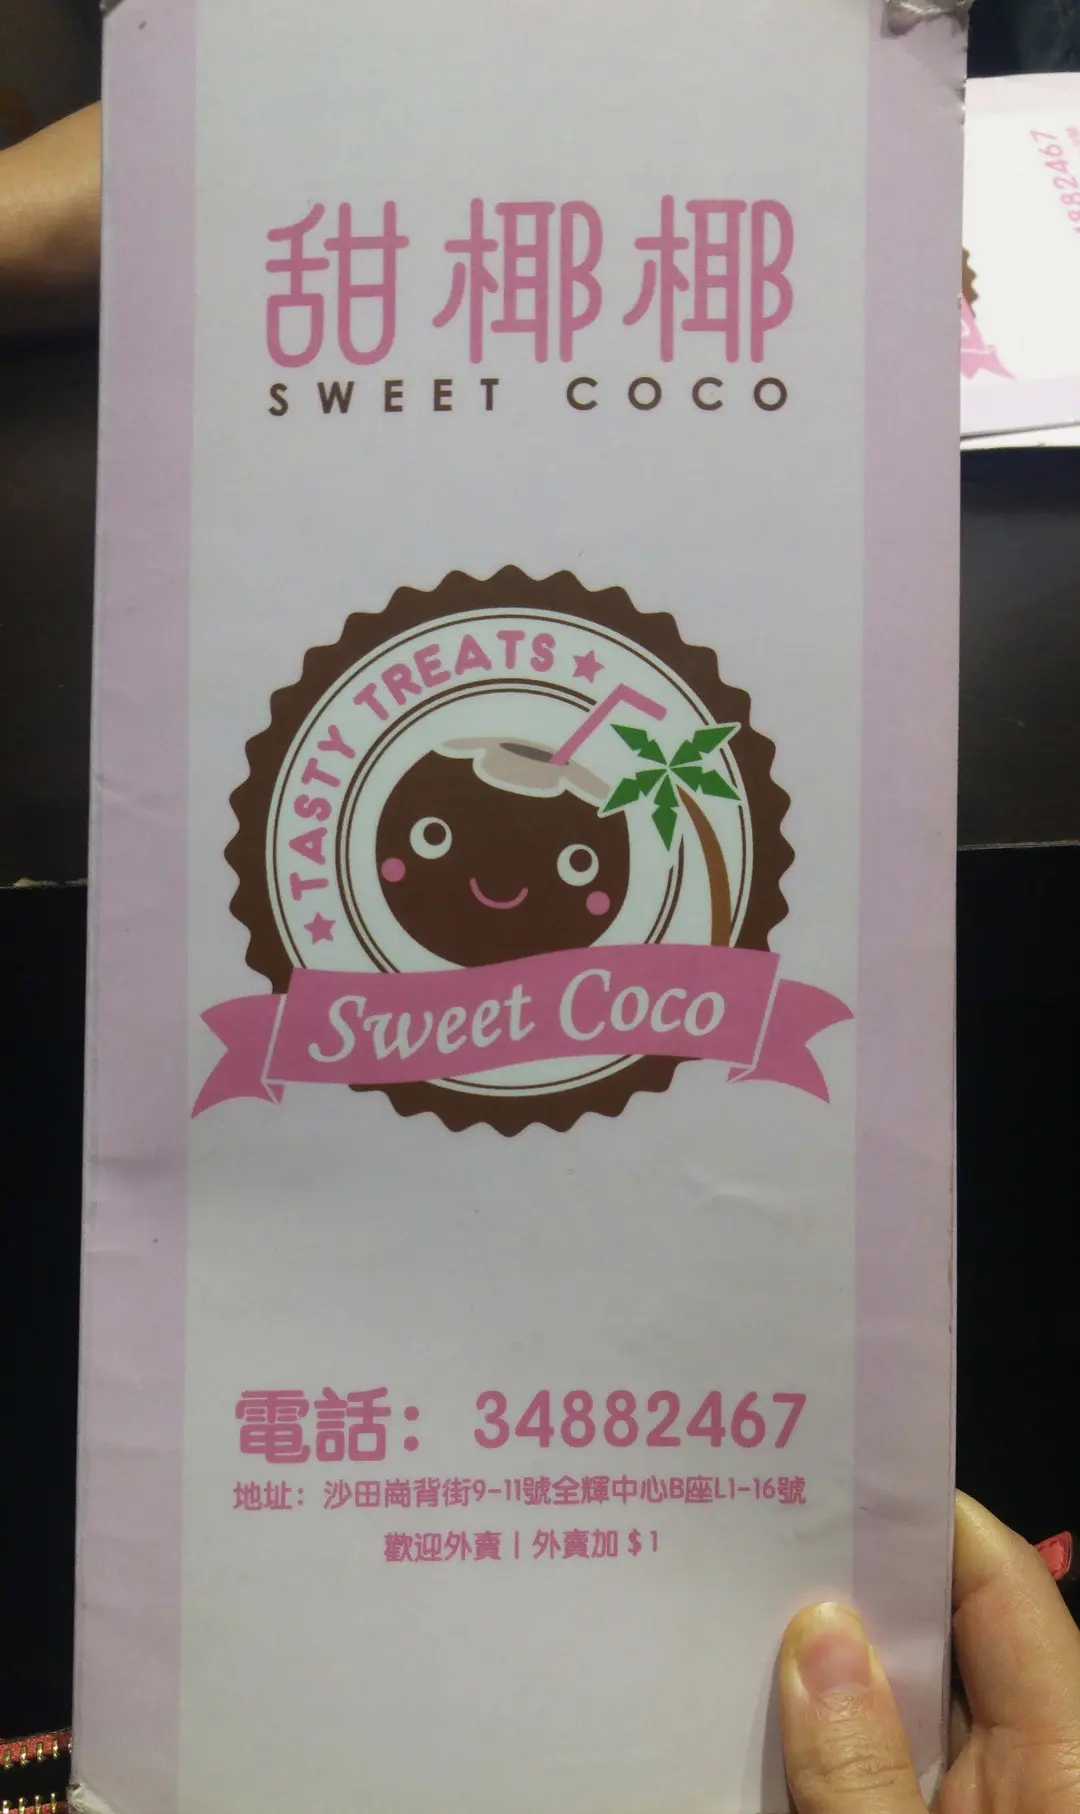 甜椰椰
SWEET COCO
★TASTY TREATS★
Sweet Coco
電話：34882467
地址：沙田崗背街9-11號全輝中心B座L1-16號
歡迎外賣 | 外賣加 $1
4882467